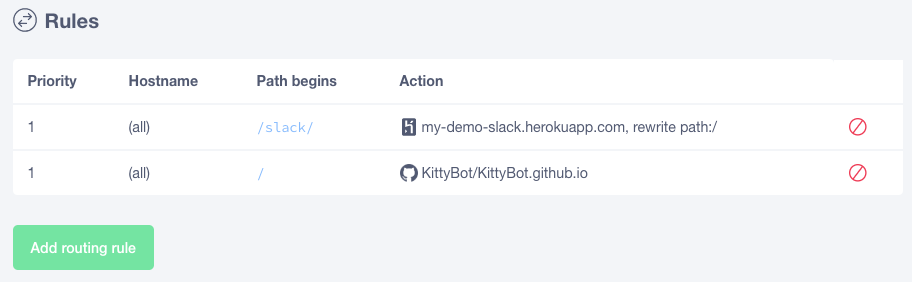 Rules
Priority Hostname Path begins Action
1 (all) /slack/ my-demo-slack.herokuapp.com, rewrite path:/
1 (all) / KittyBot/KittyBot.github.io
Add routing rule